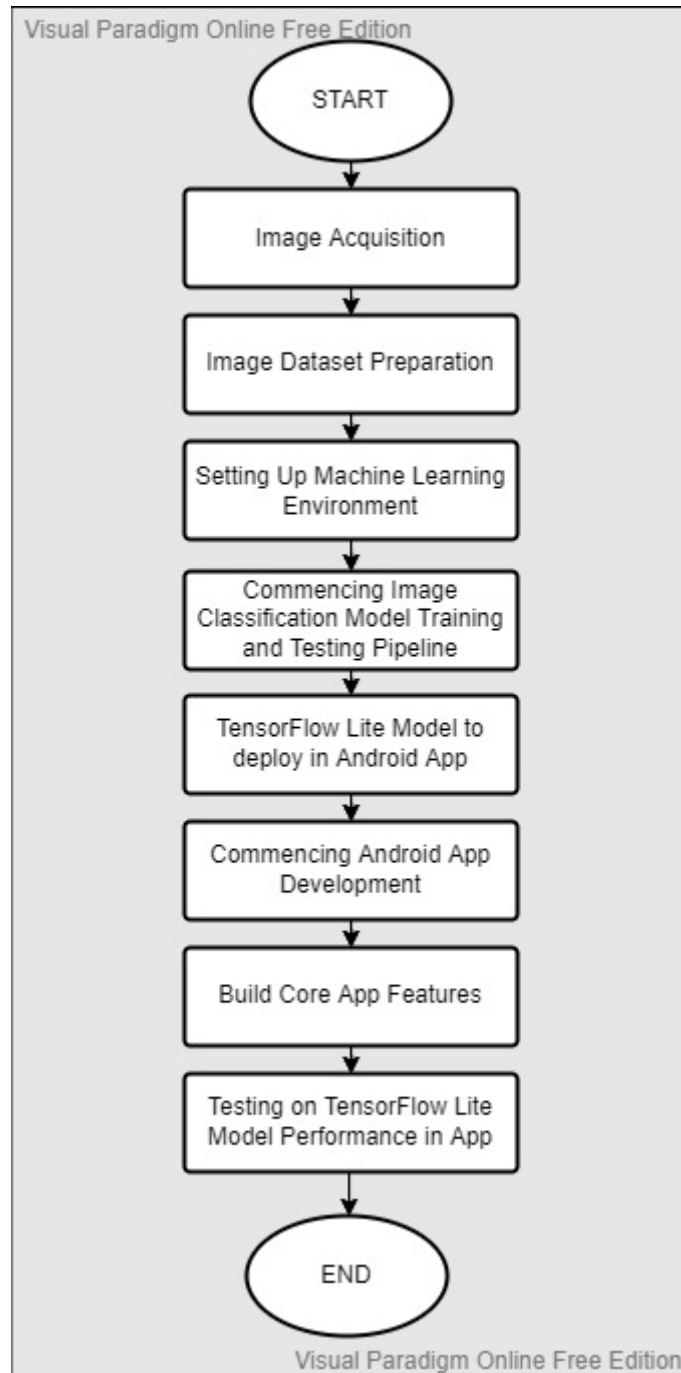 Visual Paradigm Online Free Edition
START
Image Acquisition
Image Dataset Preparation
Setting Up Machine Learning
Environment
Commencing Image
Classification Model Training
and Testing Pipeline
TensorFlow Lite Model to
deploy in Android App
Commencing Android App
Development
Build Core App Features
Testing on TensorFlow Lite
Model Performance in App
END
Visual Paradigm Online Free Edition